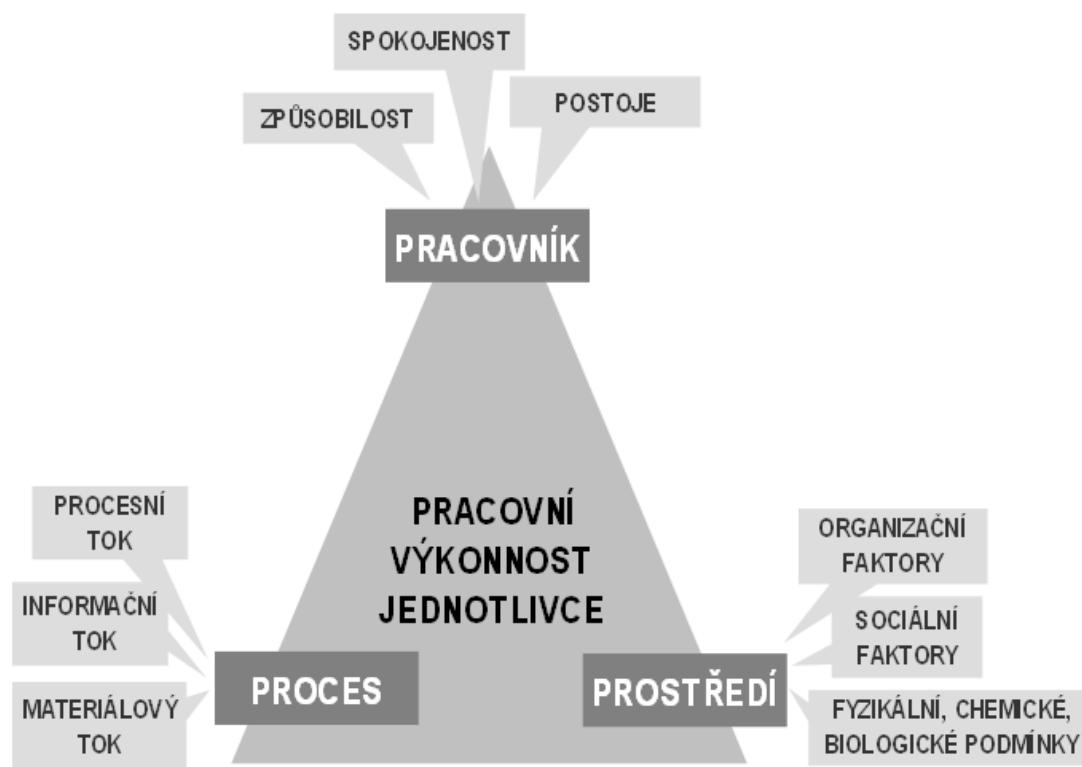 SPOKOJENOST
ZPŮSOBILOST
POSTOJE
PRACOVNÍK
PRACOVNÍ
VÝKONNOST
JEDNOTLIVCE
PROCESNÍ
TOK
INFORMAČNÍ
TOK
MATERIÁLOVÝ
TOK
PROCES
PROSTŘEDÍ
ORGANIZAČNÍ
FAKTORY
SOCIÁLNÍ
FAKTORY
FYZIKÁLNÍ, CHEMICKÉ,
BIOLOGICKÉ PODMÍNKY